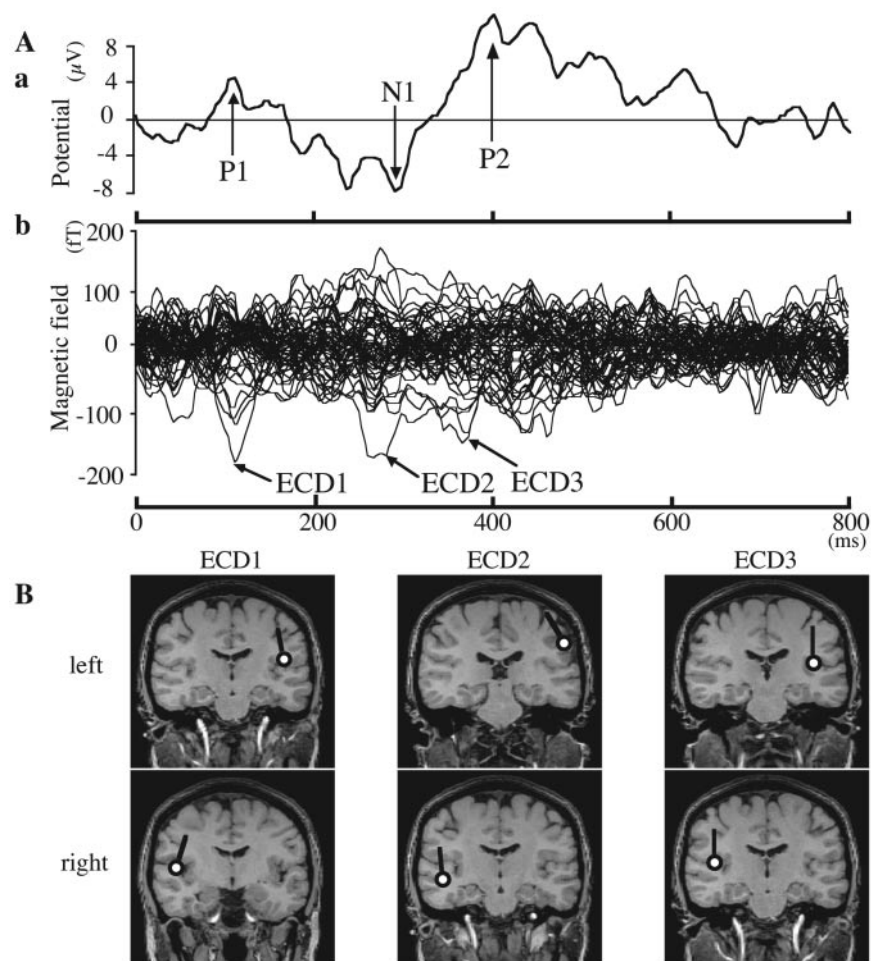 A
a
Potential (µV)
8
4
0
-4
-8
P1
N1
P2
b
Magnetic field (fT)
200
100
0
-100
-200
ECD1
ECD2
ECD3
0 200 400 600 800
(ms)
B
ECD1 ECD2 ECD3
left
right